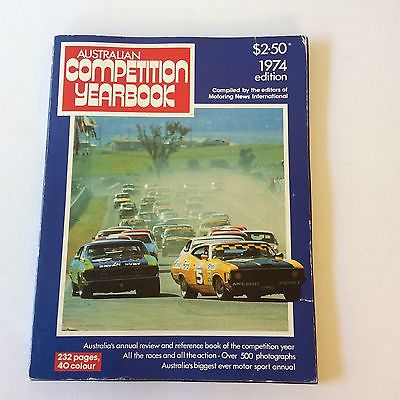 AUSTRALIAN
COMPETITION
YEARBOOK
$2·50*
1974
edition
Compiled by the editors of
Motoring News International
5
McLEOD FORD
Australia's annual review and reference book of the competition year
All the races and all the action - Over 500 photographs
Australia's biggest ever motor sport annual
232 pages,
40 colour